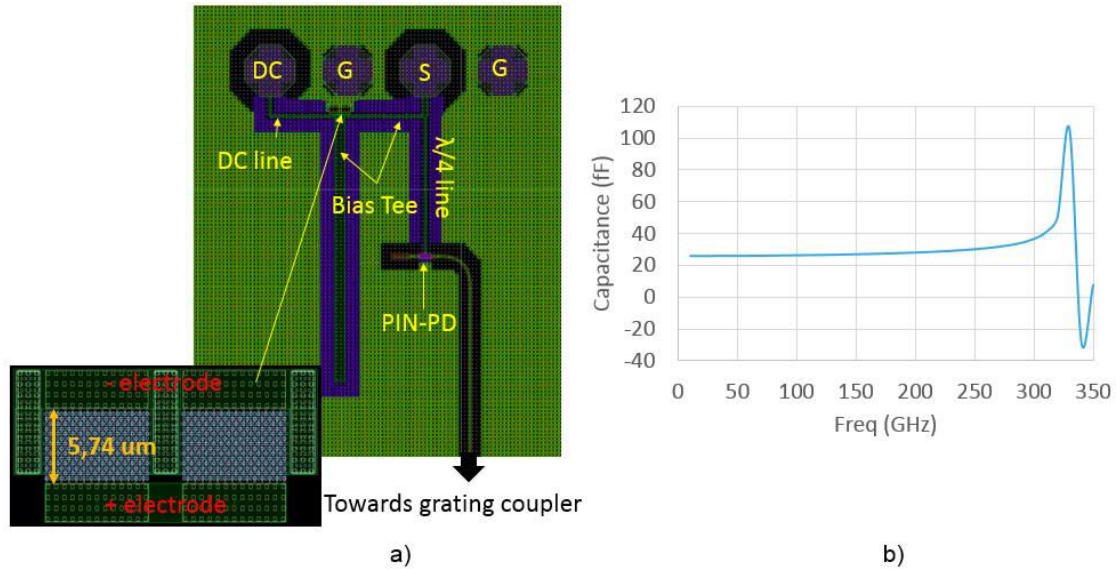 DC
G
S
G
DC line
Bias Tee
λ/4 line
PIN-PD
- electrode
5,74 um
+ electrode
Towards grating coupler
a)
Capacitance (fF)
120
100
80
60
40
20
0
-20
-40
0 50 100 150 200 250 300 350
Freq (GHz)
b)